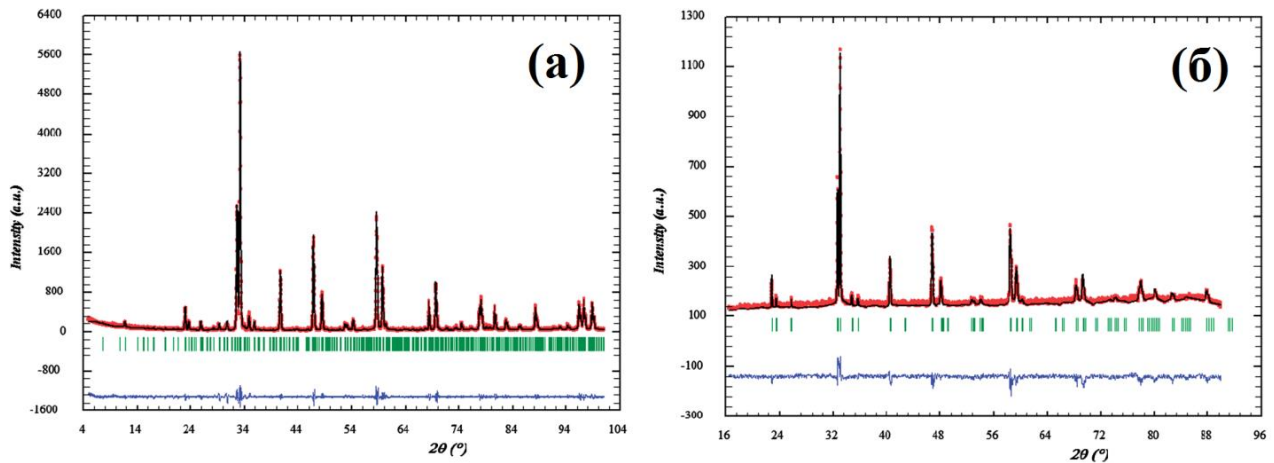 (а)
Intensity (a.u.)
6400
5600
4800
4000
3200
2400
1600
800
0
-800
-1600
4 14 24 34 44 54 64 74 84 94 104
2θ (°)
(б)
Intensity (a.u.)
1300
1100
900
700
500
300
100
-100
-300
16 24 32 40 48 56 64 72 80 88 96
2θ (°)